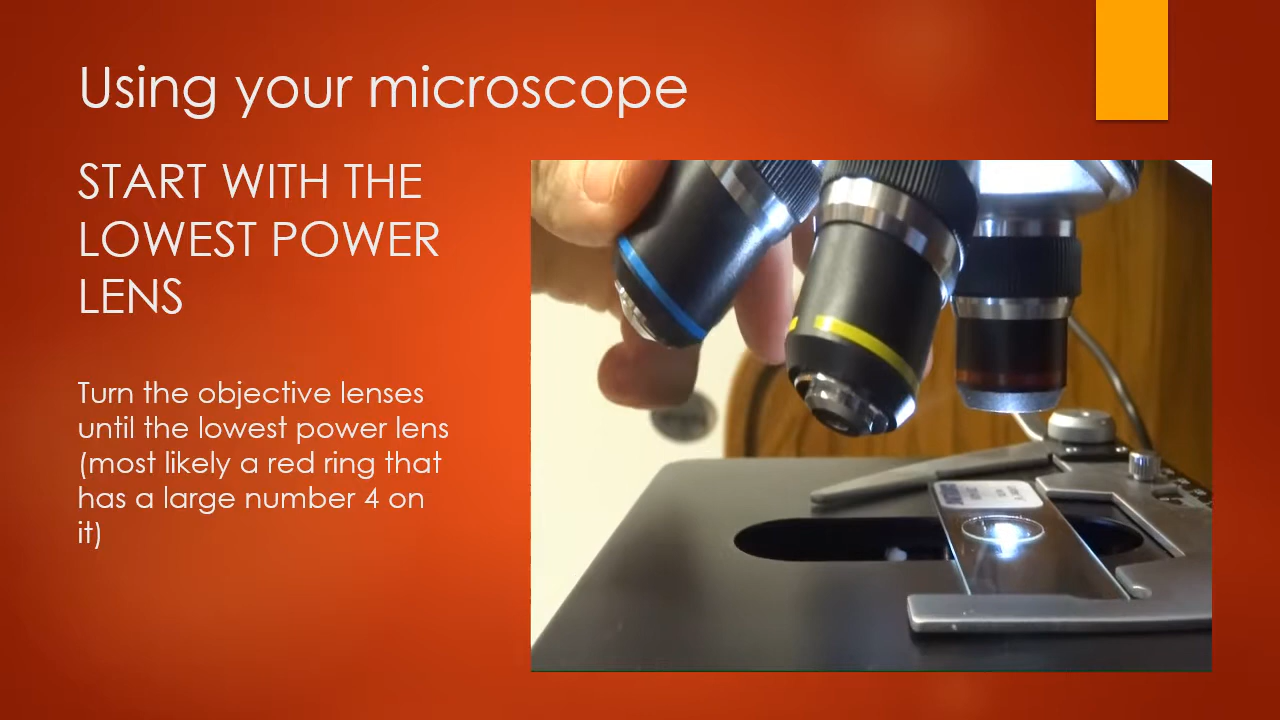 Using your microscope
START WITH THE
LOWEST POWER
LENS
Turn the objective lenses
until the lowest power lens
(most likely a red ring that
has a large number 4 on
it)